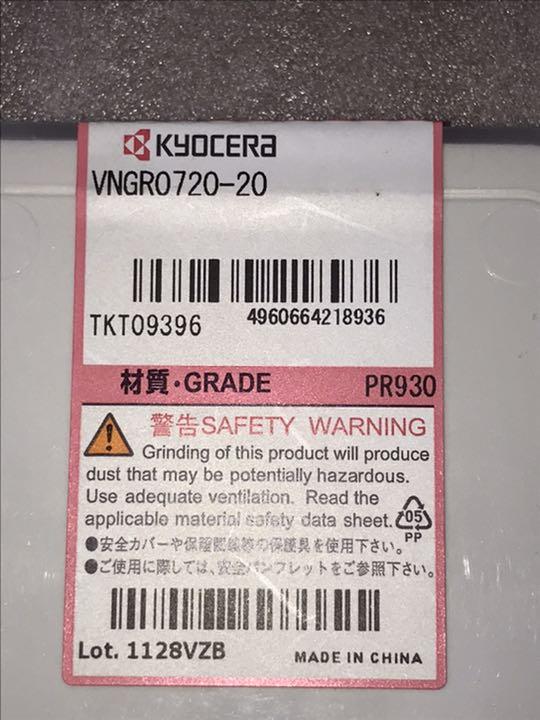 KYOCERA
VNGR0720-20
TKT09396 4960664218936
材質・GRADE PR930
警告SAFETY WARNING
Grinding of this product will produce
dust that may be potentially hazardous.
Use adequate ventilation. Read the
applicable material safety data sheet.
05
PP
●安全カバーや保護眼鏡等の保護具を使用下さい。
●ご使用に際しては、安全パンフレットをご参照下さい。
Lot. 1128VZB MADE IN CHINA